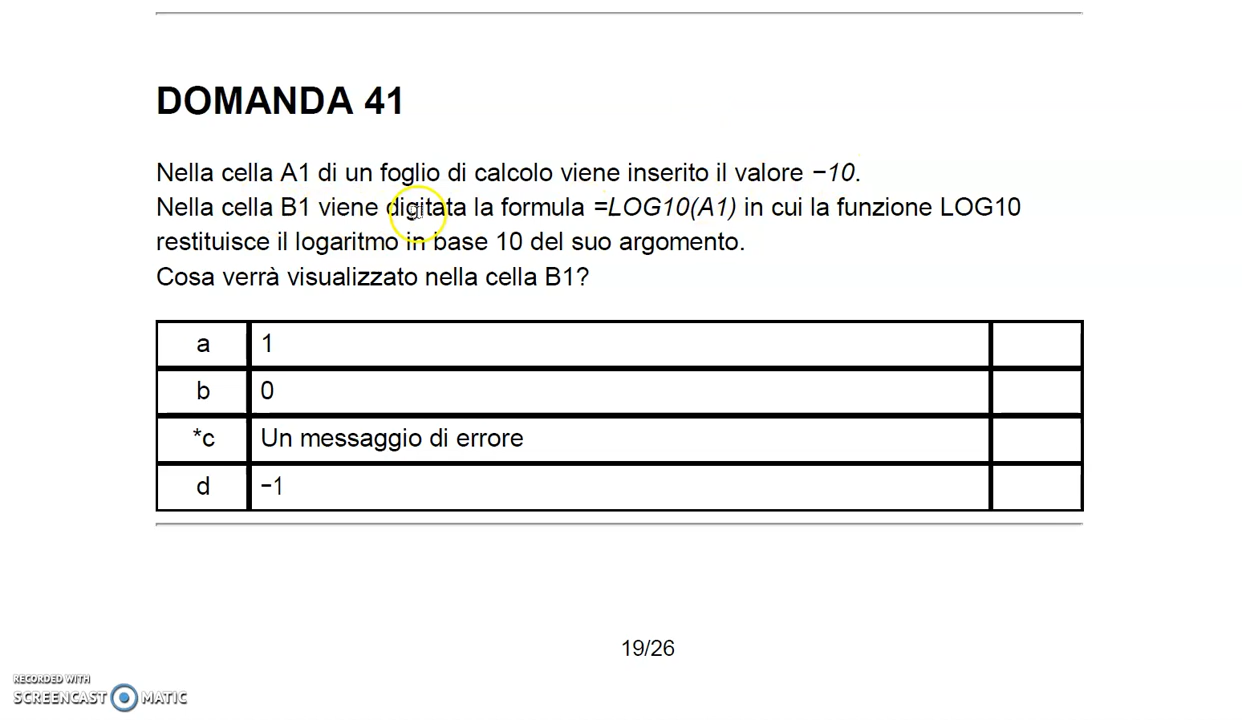 DOMANDA 41
Nella cella A1 di un foglio di calcolo viene inserito il valore −10.
Nella cella B1 viene digitata la formula =LOG10(A1) in cui la funzione LOG10
restituisce il logaritmo in base 10 del suo argomento.
Cosa verrà visualizzato nella cella B1?
a 1
b 0
*c Un messaggio di errore
d −1
19/26
RECORDED WITH
SCREENCAST MATIC